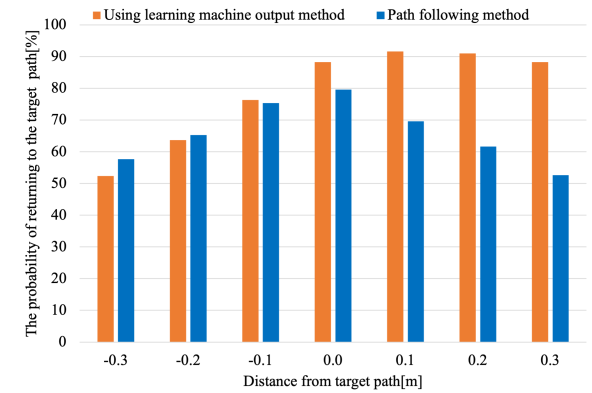 Using learning machine output method
Path following method
The probability of returning to the target path[%]
100
90
80
70
60
50
40
30
20
10
0
-0.3 -0.2 -0.1 0.0 0.1 0.2 0.3
Distance from target path[m]